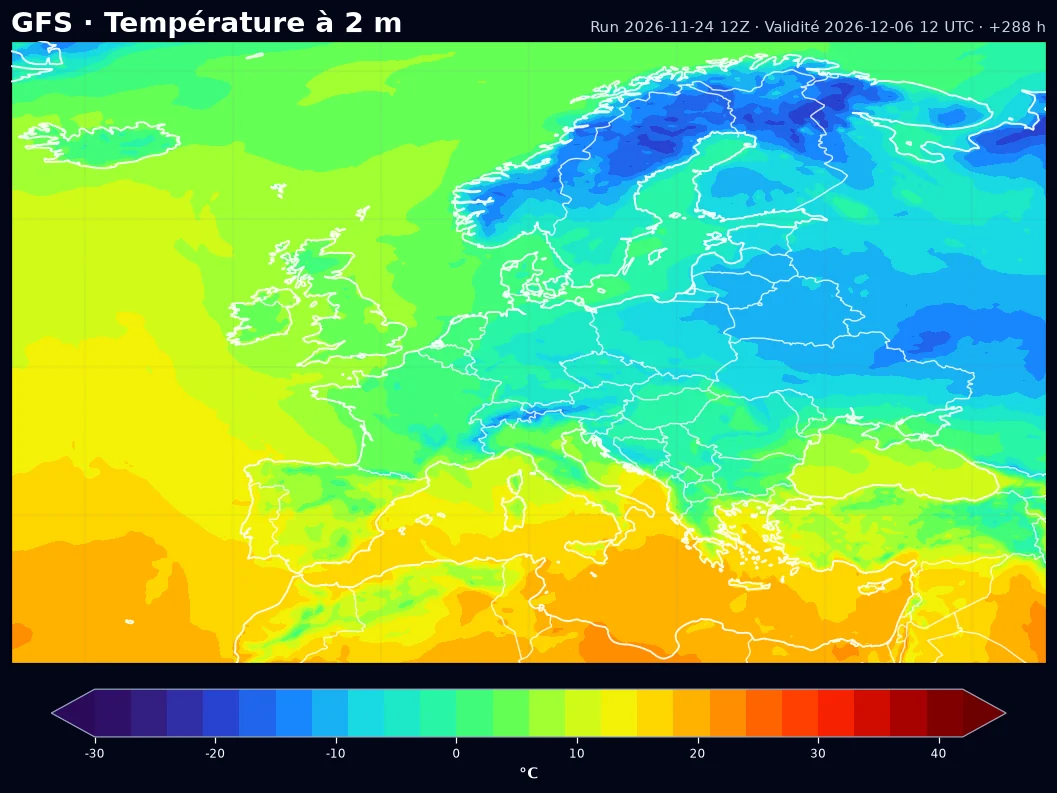 GFS · Température à 2 m
Run 2026-11-24 12Z · Validité 2026-12-06 12 UTC · +288 h
-30 -20 -10 0 10 20 30 40
°C